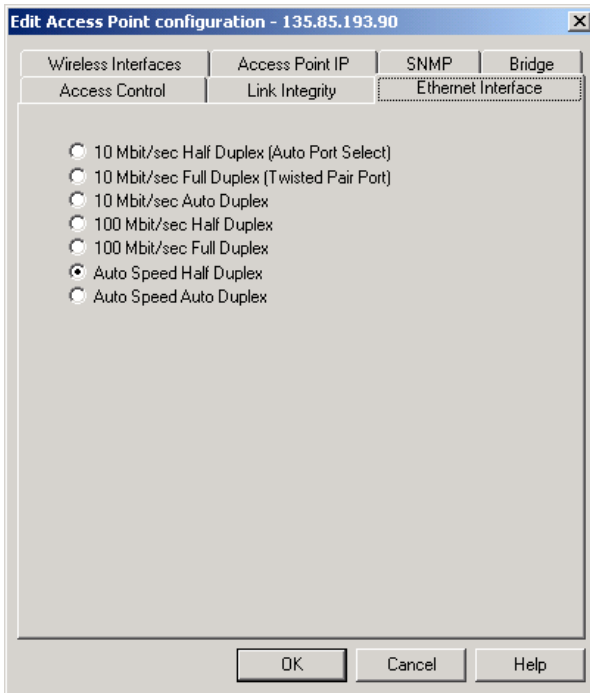 Edit Access Point configuration - 135.85.193.90
Wireless Interfaces Access Point IP SNMP Bridge
Access Control Link Integrity Ethernet Interface
10 Mbit/sec Half Duplex (Auto Port Select)
10 Mbit/sec Full Duplex (Twisted Pair Port)
10 Mbit/sec Auto Duplex
100 Mbit/sec Half Duplex
100 Mbit/sec Full Duplex
Auto Speed Half Duplex
Auto Speed Auto Duplex
OK Cancel Help